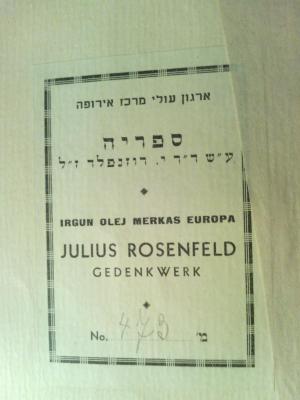 ארגון עולי מרכז אירופה
ספריה
ע״ש ד״ר י. רוזנפלד ז״ל
IRGUN OLEJ MERKAS EUROPA
JULIUS ROSENFELD
GEDENKWERK
No. 473 מ׳